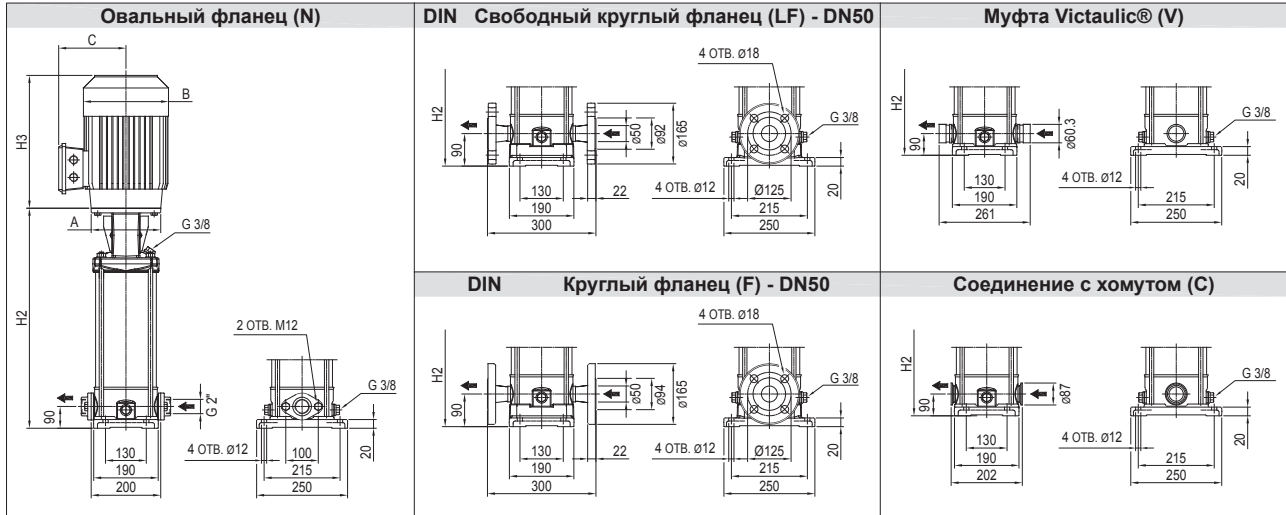 Овальный фланец (N)
C
B
H3
A
G 3/8
H2
2 ОТВ. M12
G 3/8
90
G 2"
20
4 ОТВ. Ø12
130
190
200
100
215
250
DIN Свободный круглый фланец (LF) - DN50
4 ОТВ. Ø18
H2
G 3/8
90
ø50
ø92
ø165
20
130
22
4 ОТВ. Ø12
Ø125
190
215
300
250
DIN Круглый фланец (F) - DN50
4 ОТВ. Ø18
H2
G 3/8
90
ø50
ø94
ø165
20
130
22
4 ОТВ. Ø12
Ø125
190
215
300
250
Муфта Victaulic® (V)
H2
G 3/8
90
ø60.3
20
130
4 ОТВ. Ø12
190
215
261
250
Соединение с хомутом (C)
H2
G 3/8
90
ø87
20
130
4 ОТВ. Ø12
190
215
202
250